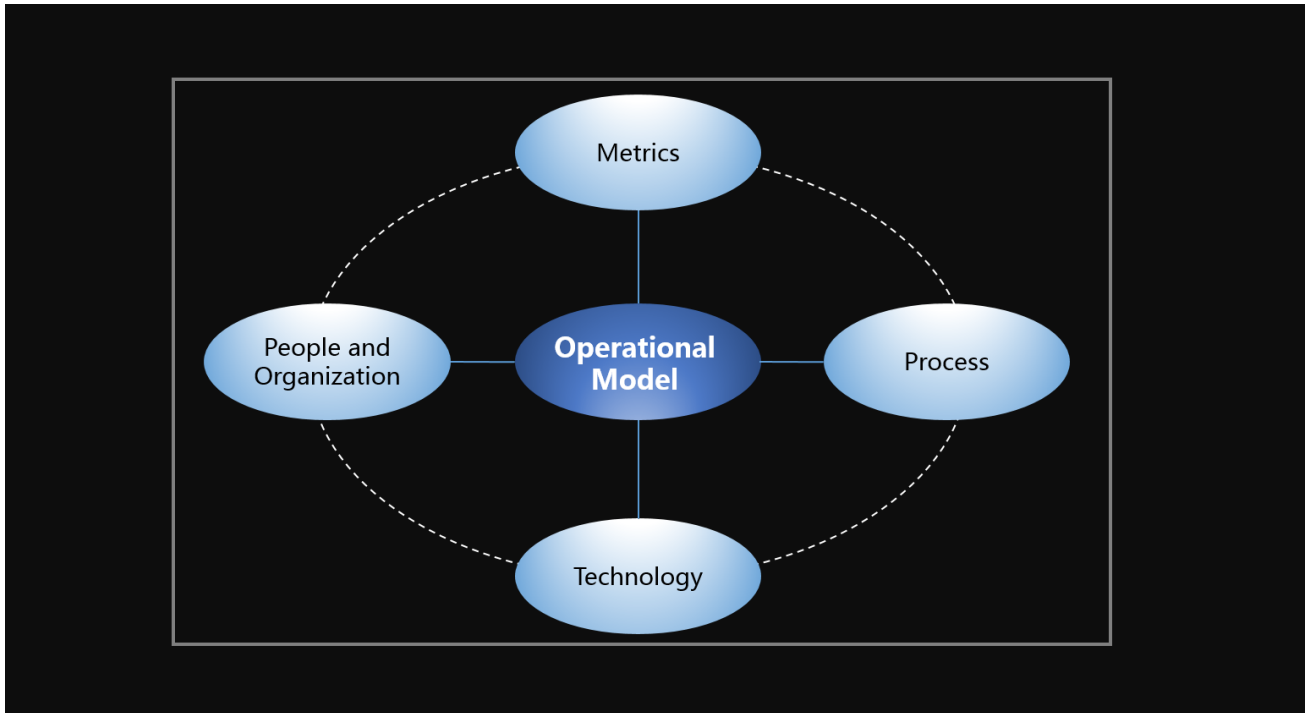 Metrics
People and
Organization
Operational
Model
Process
Technology